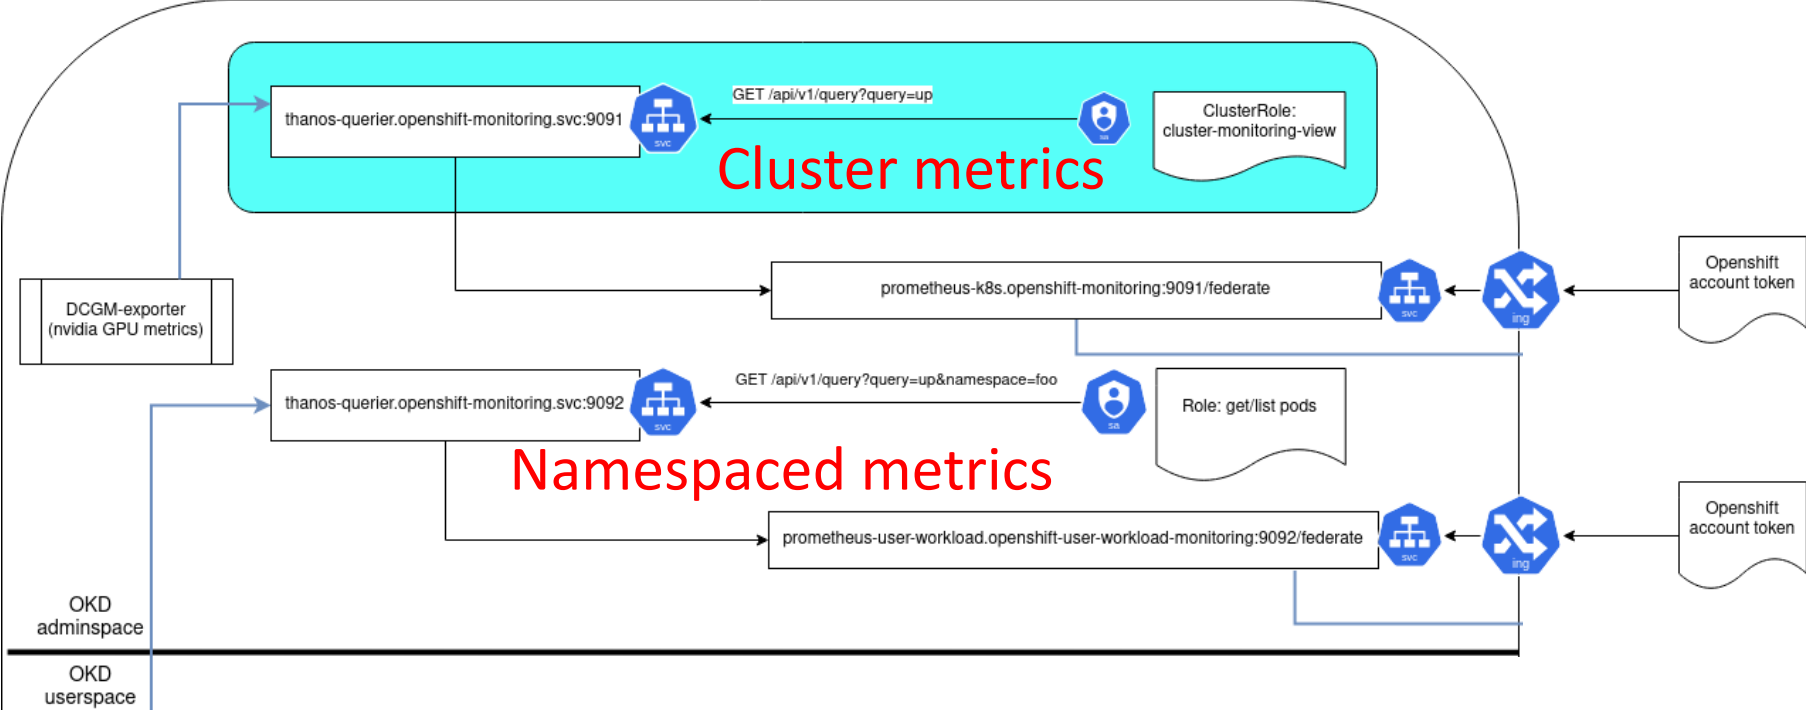 GET /api/v1/query?query=up
thanos-querier.openshift-monitoring.svc:9091
svc
sa
ClusterRole:
cluster-monitoring-view
Cluster metrics
DCGM-exporter
(nvidia GPU metrics)
prometheus-k8s.openshift-monitoring:9091/federate
svc
ing
Openshift
account token
GET /api/v1/query?query=up&namespace=foo
thanos-querier.openshift-monitoring.svc:9092
svc
sa
Role: get/list pods
Namespaced metrics
prometheus-user-workload.openshift-user-workload-monitoring:9092/federate
svc
ing
Openshift
account token
OKD
adminspace
OKD
userspace